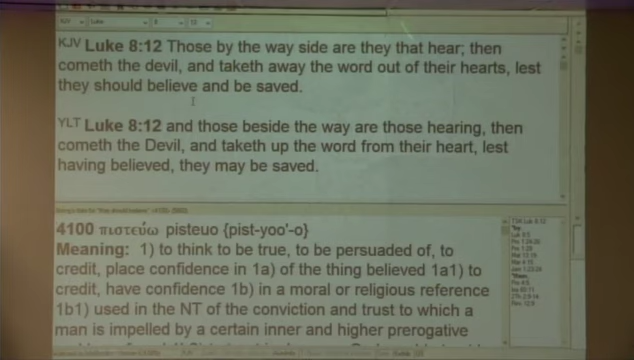 KJV Luke 8:12 Those by the way side are they that hear; then
cometh the devil, and taketh away the word out of their hearts, lest
they should believe and be saved.
YLT Luke 8:12 and those beside the way are those hearing, then
cometh the Devil, and taketh up the word from their heart, lest
having believed, they may be saved.
4100 πιστεύω pisteuo {pist-yoo'-o}
Meaning: 1) to think to be true, to be persuaded of, to
credit, place confidence in 1a) of the thing believed 1a1) to
credit, have confidence 1b) in a moral or religious reference
1b1) used in the NT of the conviction and trust to which a
man is impelled by a certain inner and higher prerogative